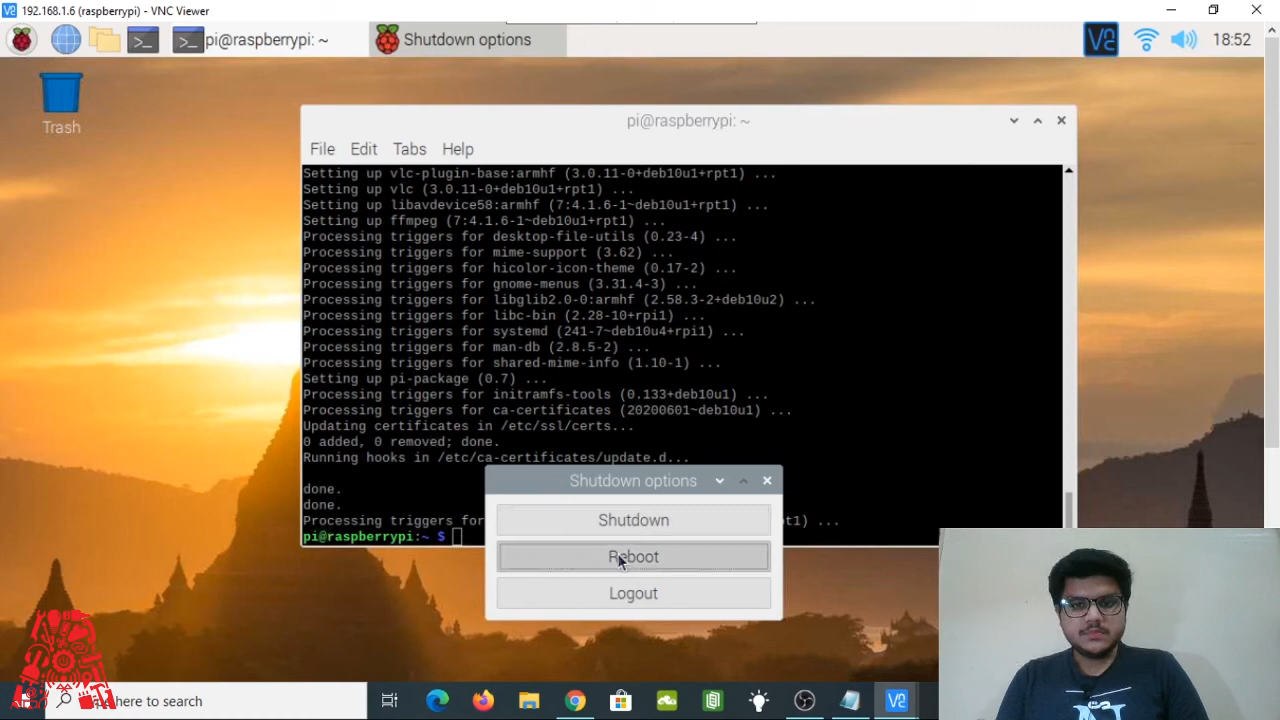 192.168.1.6 (raspberrypi) - VNC Viewer
pi@raspberrypi: ~
Shutdown options
18:52
Trash
pi@raspberrypi: ~
File Edit Tabs Help
Setting up vlc-plugin-base:armhf (3.0.11-0+deb10u1+rpt1) ...
Setting up vlc (3.0.11-0+deb10u1+rpt1) ...
Setting up libavdevice58:armhf (7:4.1.6-1~deb10u1+rpt1) ...
Setting up ffmpeg (7:4.1.6-1~deb10u1+rpt1) ...
Processing triggers for desktop-file-utils (0.23-4) ...
Processing triggers for mime-support (3.62) ...
Processing triggers for hicolor-icon-theme (0.17-2) ...
Processing triggers for gnome-menus (3.31.4-3) ...
Processing triggers for libglib2.0-0:armhf (2.58.3-2+deb10u2) ...
Processing triggers for libc-bin (2.28-10+rpi1) ...
Processing triggers for systemd (241-7~deb10u4+rpi1) ...
Processing triggers for man-db (2.8.5-2) ...
Processing triggers for shared-mime-info (1.10-1) ...
Setting up pi-package (0.7) ...
Processing triggers for initramfs-tools (0.133+deb10u1) ...
Processing triggers for ca-certificates (20200601~deb10u1) ...
Updating certificates in /etc/ssl/certs...
0 added, 0 removed; done.
Running hooks in /etc/ca-certificates/update.d...
done.
done.
Processing triggers for pt1) ...
pi@raspberrypi:~ $
Shutdown options
Shutdown
Reboot
Logout
here to search